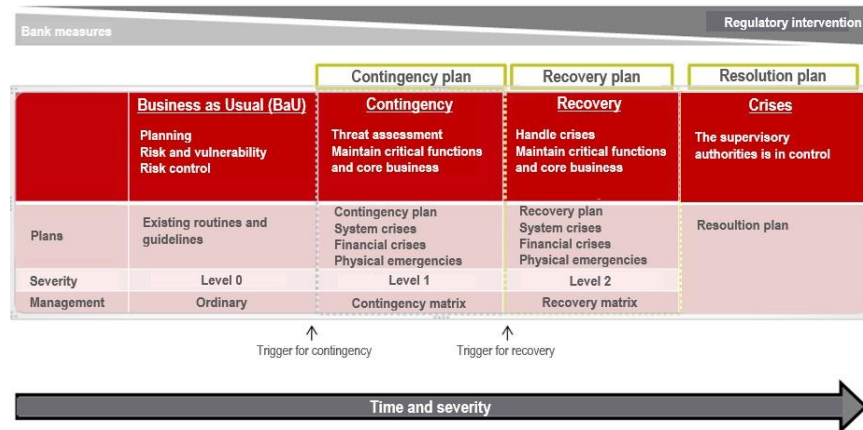 Regulatory intervention
Bank measures
Contingency plan
Recovery plan
Resolution plan
Business as Usual (BaU)
Planning
Risk and vulnerability
Risk control
Contingency
Threat assessment
Maintain critical functions
and core business
Recovery
Handle crises
Maintain critical functions
and core business
Crises
The supervisory
authorities is in control
Plans
Existing routines and
guidelines
Contingency plan
System crises
Financial crises
Physical emergencies
Recovery plan
System crises
Financial crises
Physical emergencies
Resoultion plan
Severity
Level 0
Level 1
Level 2
Management
Ordinary
Contingency matrix
Recovery matrix
Trigger for contingency
Trigger for recovery
Time and severity